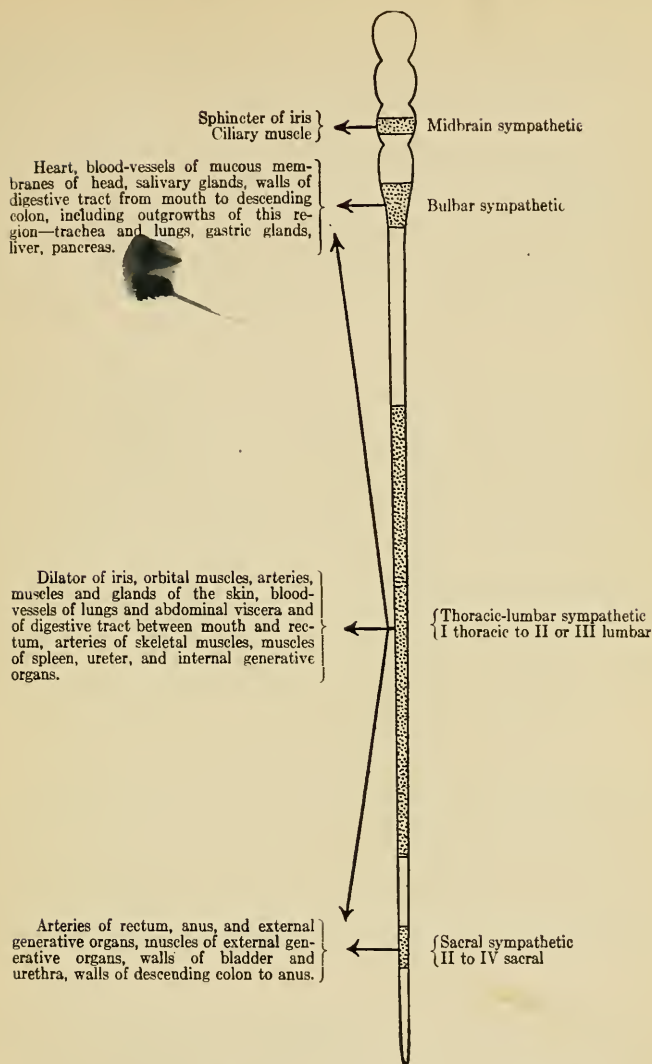 Sphincter of iris
Ciliary muscle
Midbrain sympathetic
Heart, blood-vessels of mucous mem-
branes of head, salivary glands, walls of
digestive tract from mouth to descending
colon, including outgrowths of this re-
gion—trachea and lungs, gastric glands,
liver, pancreas.
Bulbar sympathetic
Dilator of iris, orbital muscles, arteries,
muscles and glands of the skin, blood-
vessels of lungs and abdominal viscera and
of digestive tract between mouth and rec-
tum, arteries of skeletal muscles, muscles
of spleen, ureter, and internal generative
organs.
Thoracic-lumbar sympathetic
I thoracic to II or III lumbar
Arteries of rectum, anus, and external
generative organs, muscles of external gen-
erative organs, walls of bladder and
urethra, walls of descending colon to anus.
Sacral sympathetic
II to IV sacral